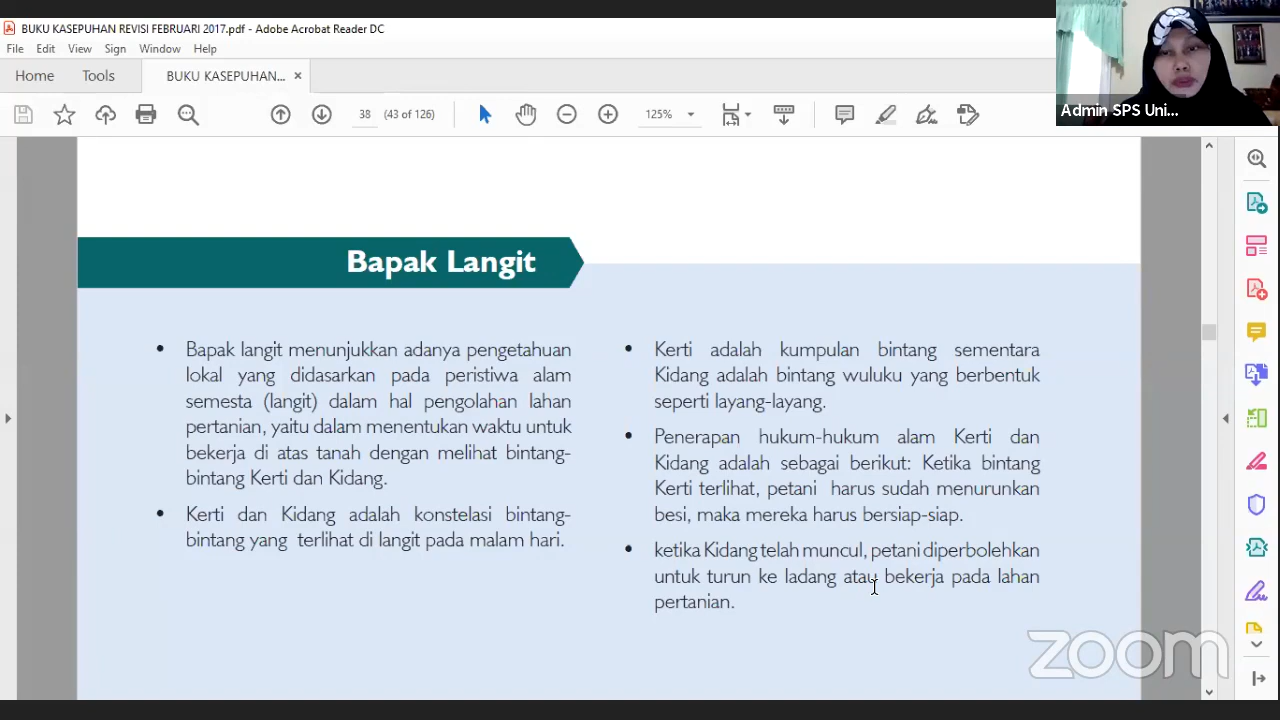 BUKU KASEPUHAN REVISI FEBRUARI 2017.pdf - Adobe Acrobat Reader DC
File Edit View Sign Window Help
Home Tools BUKU KASEPUHAN... ×
38 (43 of 126) 125%
Admin SPS Uni...
Bapak Langit
• Bapak langit menunjukkan adanya pengetahuan
lokal yang didasarkan pada peristiwa alam
semesta (langit) dalam hal pengolahan lahan
pertanian, yaitu dalam menentukan waktu untuk
bekerja di atas tanah dengan melihat bintang-
bintang Kerti dan Kidang.
• Kerti dan Kidang adalah konstelasi bintang-
bintang yang terlihat di langit pada malam hari.
• Kerti adalah kumpulan bintang sementara
Kidang adalah bintang wuluku yang berbentuk
seperti layang-layang.
• Penerapan hukum-hukum alam Kerti dan
Kidang adalah sebagai berikut: Ketika bintang
Kerti terlihat, petani harus sudah menurunkan
besi, maka mereka harus bersiap-siap.
• ketika Kidang telah muncul, petani diperbolehkan
untuk turun ke ladang atau bekerja pada lahan
pertanian.
zoom